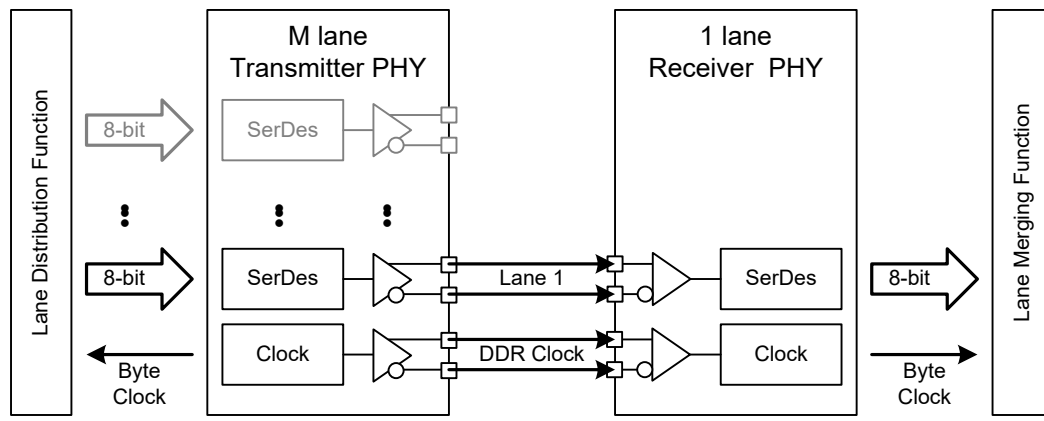 Lane Distribution Function
M lane
Transmitter PHY
1 lane
Receiver PHY
8-bit
SerDes
8-bit
SerDes
Lane 1
SerDes
8-bit
Clock
DDR Clock
Clock
Byte
Clock
Byte
Clock
Lane Merging Function